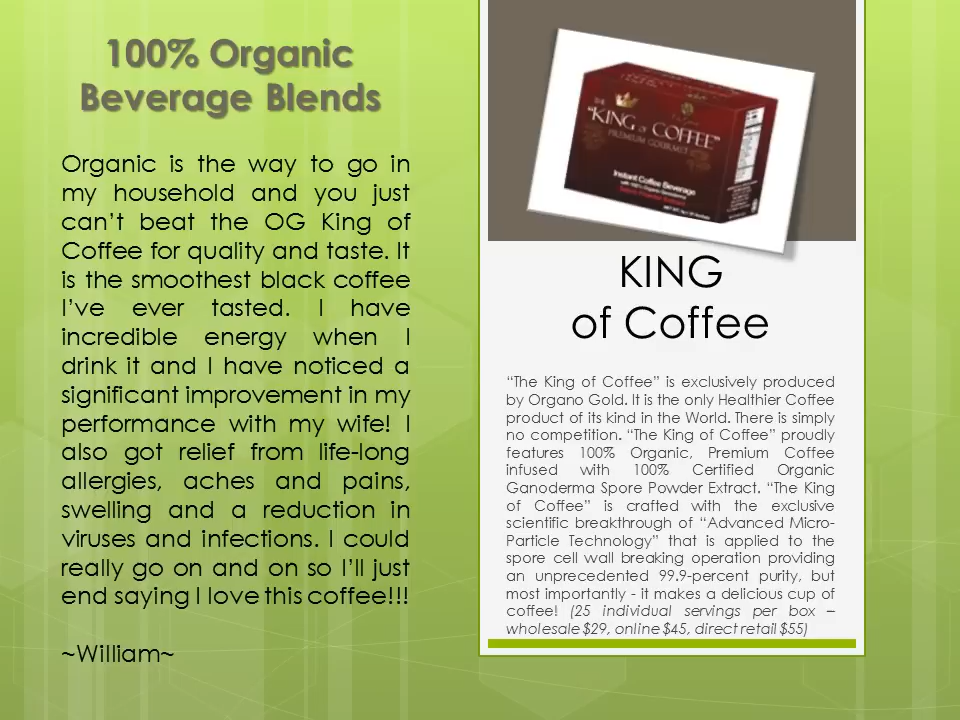 100% Organic
Beverage Blends
Organic is the way to go in
my household and you just
can’t beat the OG King of
Coffee for quality and taste. It
is the smoothest black coffee
I’ve ever tasted. I have
incredible energy when I
drink it and I have noticed a
significant improvement in my
performance with my wife! I
also got relief from life-long
allergies, aches and pains,
swelling and a reduction in
viruses and infections. I could
really go on and on so I’ll just
end saying I love this coffee!!!
~William~
THE
"KING of COFFEE"
PREMIUM GOURMET
Instant Coffee Beverage
KING
of Coffee
“The King of Coffee” is exclusively produced
by Organo Gold. It is the only Healthier Coffee
product of its kind in the World. There is simply
no competition. “The King of Coffee” proudly
features 100% Organic, Premium Coffee
infused with 100% Certified Organic
Ganoderma Spore Powder Extract. “The King
of Coffee” is crafted with the exclusive
scientific breakthrough of “Advanced Micro-
Particle Technology” that is applied to the
spore cell wall breaking operation providing
an unprecedented 99.9-percent purity, but
most importantly - it makes a delicious cup of
coffee! (25 individual servings per box –
wholesale $29, online $45, direct retail $55)